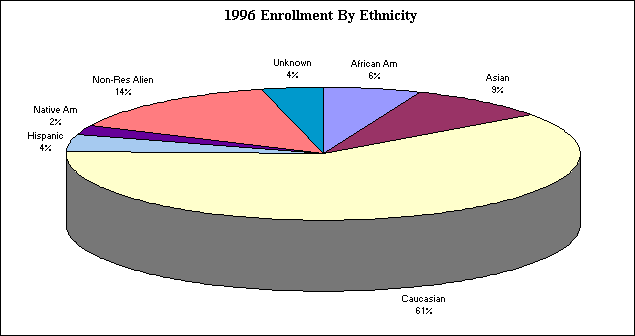 1996 Enrollment By Ethnicity
Unknown
4%
African Am
6%
Asian
9%
Non-Res Alien
14%
Native Am
2%
Hispanic
4%
Caucasian
61%